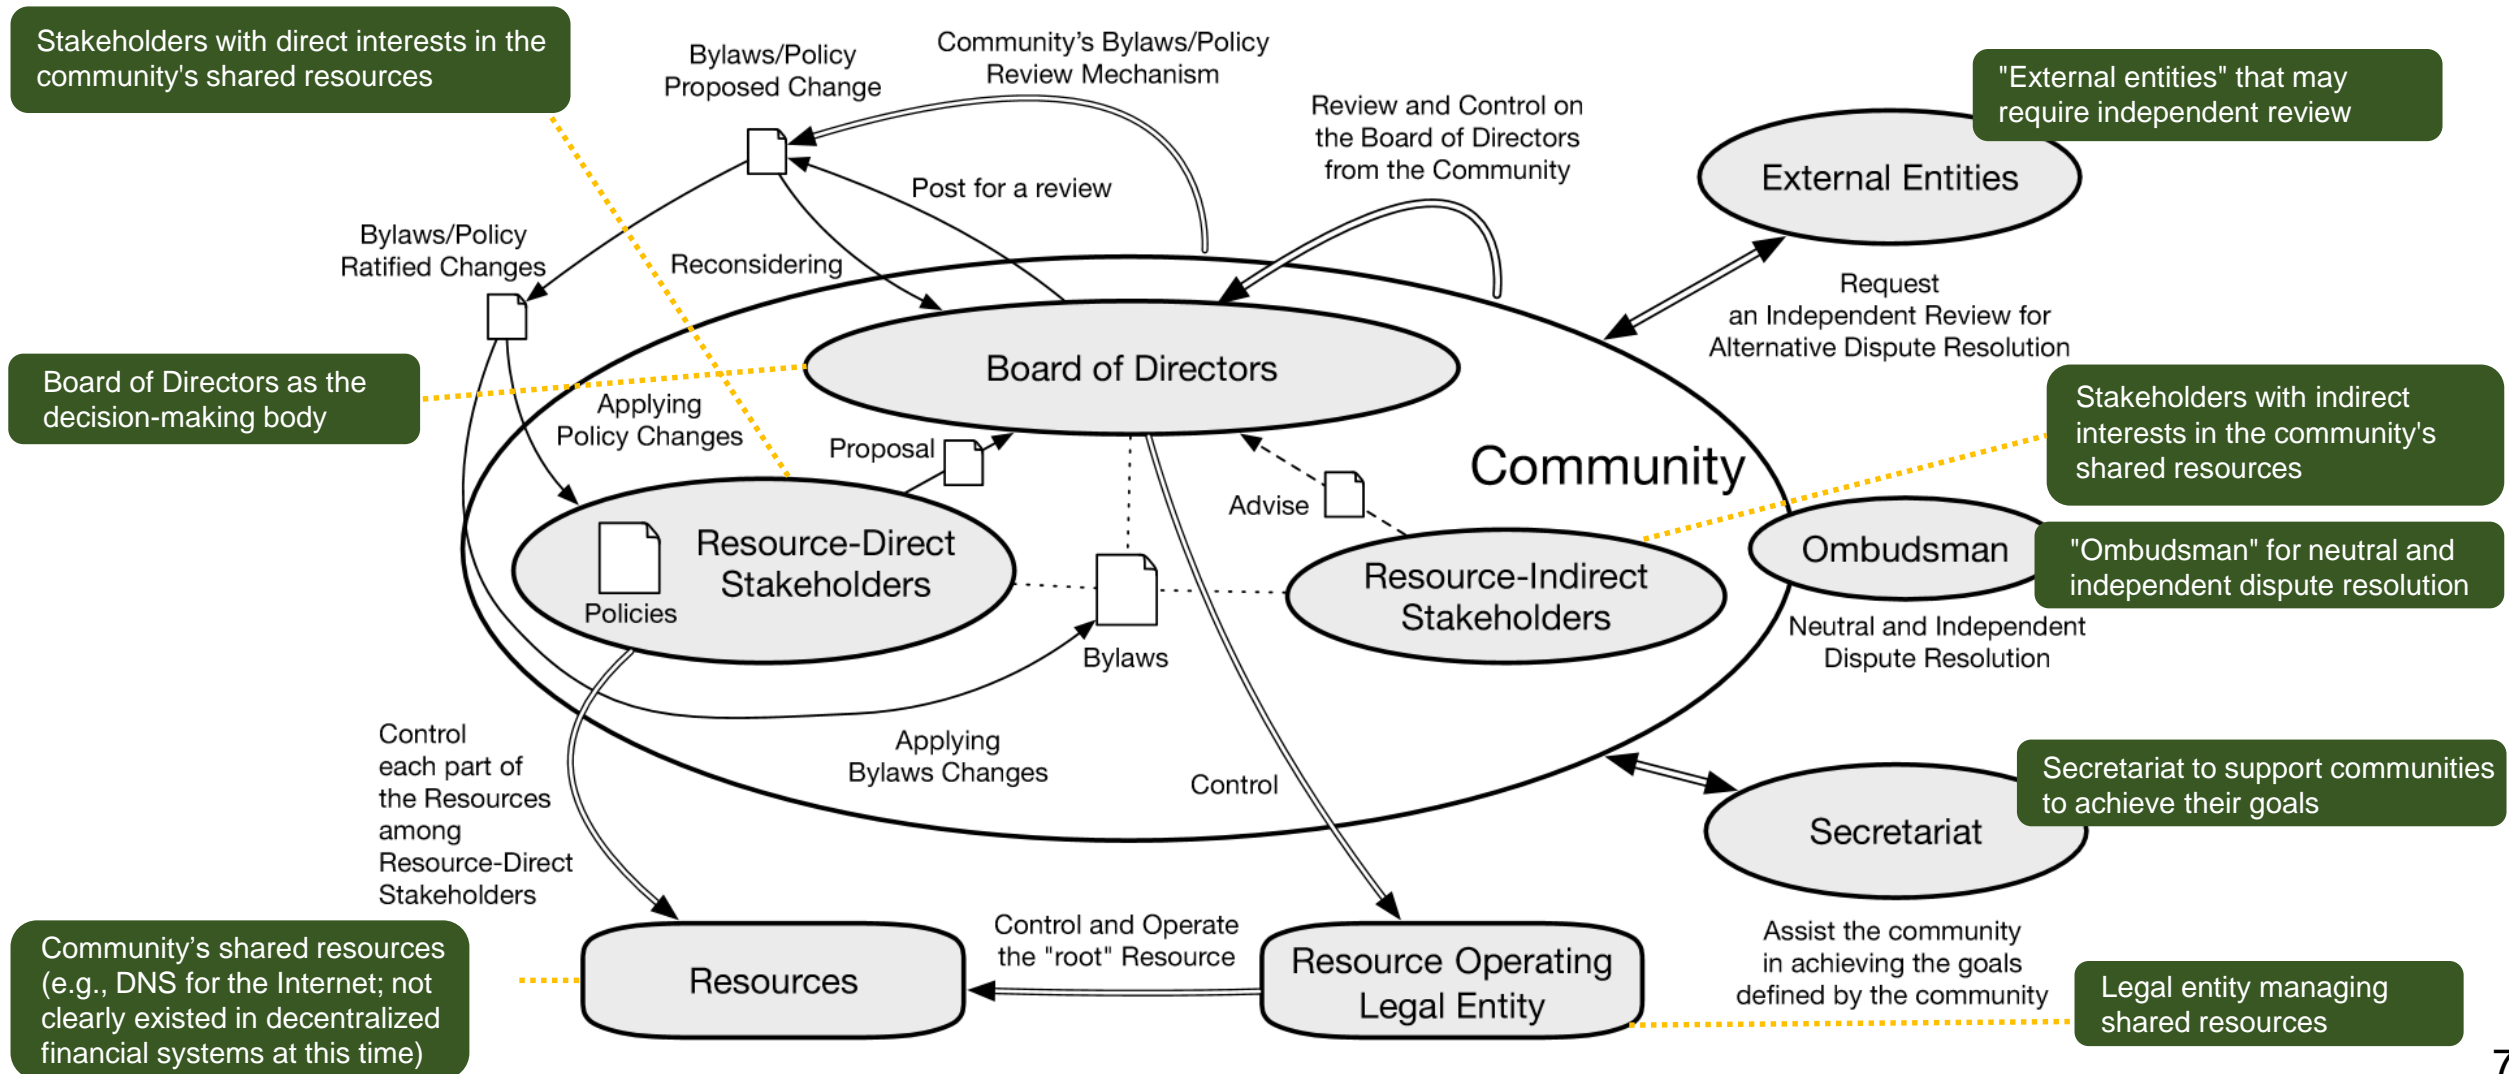 Stakeholders with direct interests in the
community's shared resources
Bylaws/Policy
Proposed Change
Community's Bylaws/Policy
Review Mechanism
Review and Control on
the Board of Directors
from the Community
"External entities" that may
require independent review
External Entities
Post for a review
Bylaws/Policy
Ratified Changes
Reconsidering
Request
an Independent Review for
Alternative Dispute Resolution
Board of Directors as the
decision-making body
Board of Directors
Applying
Policy Changes
Proposal
Advise
Community
Stakeholders with indirect
interests in the community's
shared resources
Resource-Direct
Stakeholders
Policies
Bylaws
Resource-Indirect
Stakeholders
Ombudsman
"Ombudsman" for neutral and
independent dispute resolution
Neutral and Independent
Dispute Resolution
Control
each part of
the Resources
among
Resource-Direct
Stakeholders
Applying
Bylaws Changes
Control
Secretariat to support communities
to achieve their goals
Secretariat
Community’s shared resources
(e.g., DNS for the Internet; not
clearly existed in decentralized
financial systems at this time)
Resources
Control and Operate
the "root" Resource
Resource Operating
Legal Entity
Assist the community
in achieving the goals
defined by the community
Legal entity managing
shared resources
7